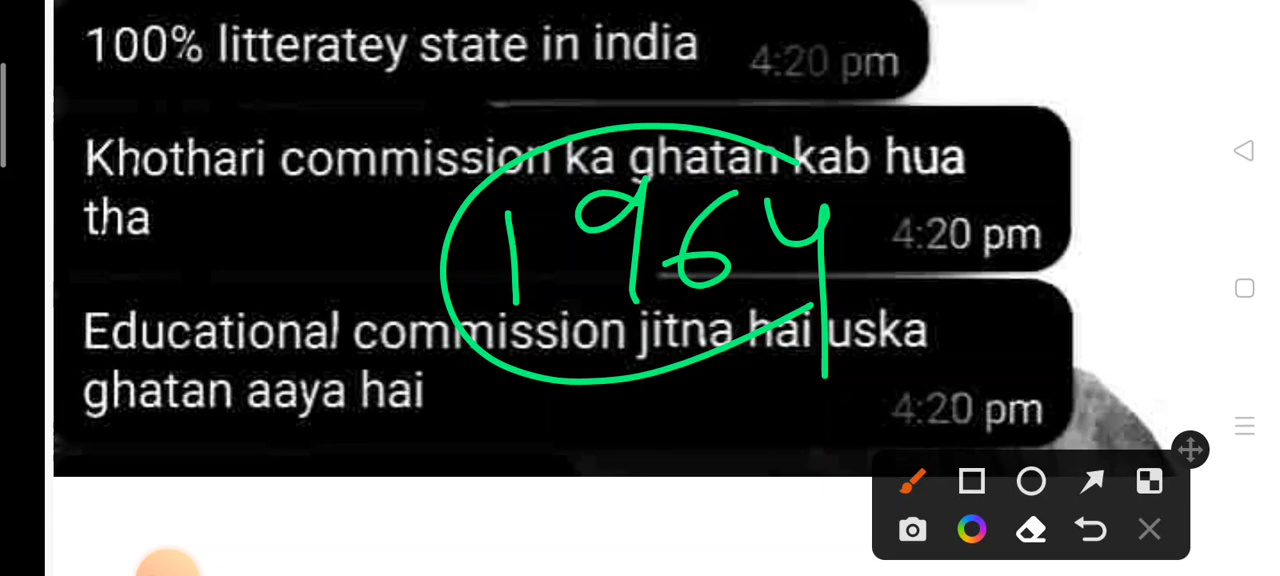 100% litteratey state in india
4:20 pm
Khothari commission ka ghatan kab hua
tha
4:20 pm
1964
Educational commission jitna hai uska
ghatan aaya hai
4:20 pm